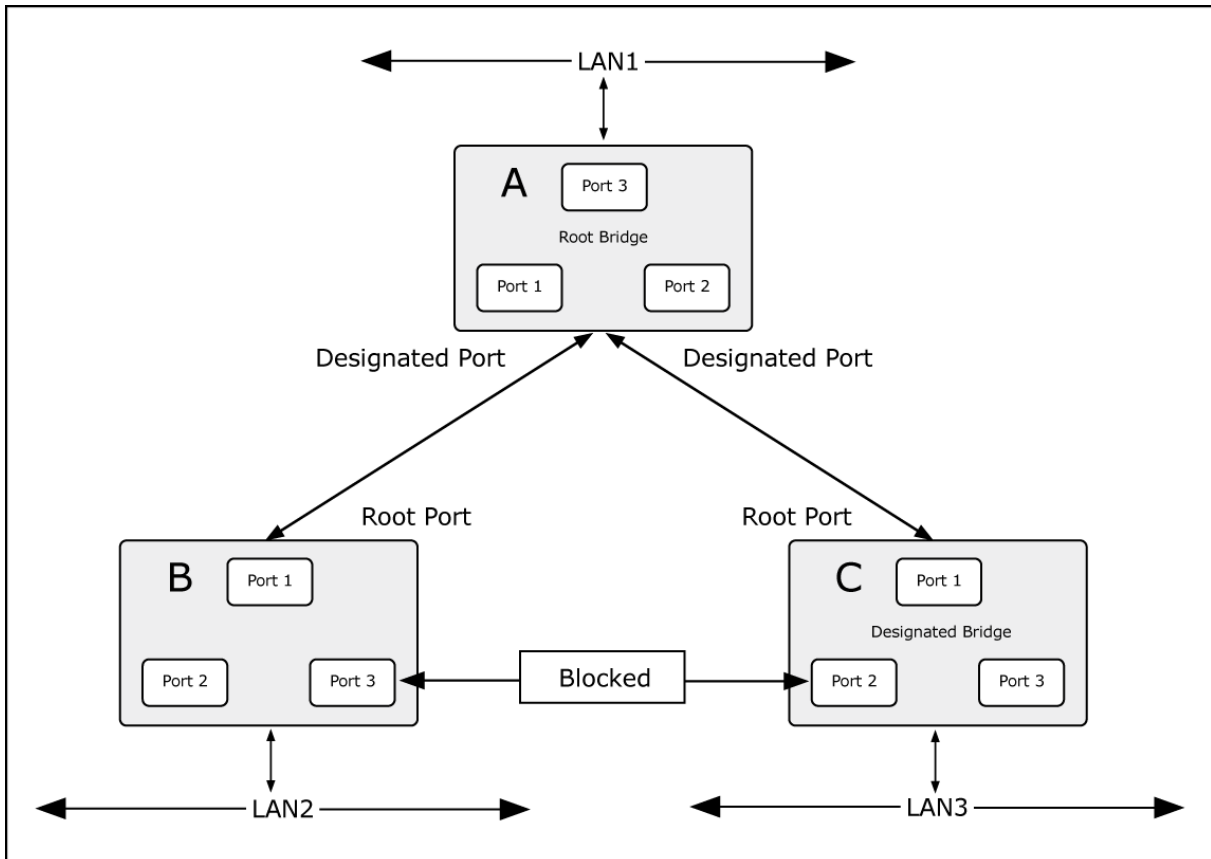 LAN1
A
Port 3
Root Bridge
Port 1
Port 2
Designated Port
Designated Port
Root Port
Root Port
B
Port 1
C
Port 1
Designated Bridge
Port 2
Port 3
Blocked
Port 2
Port 3
LAN2
LAN3